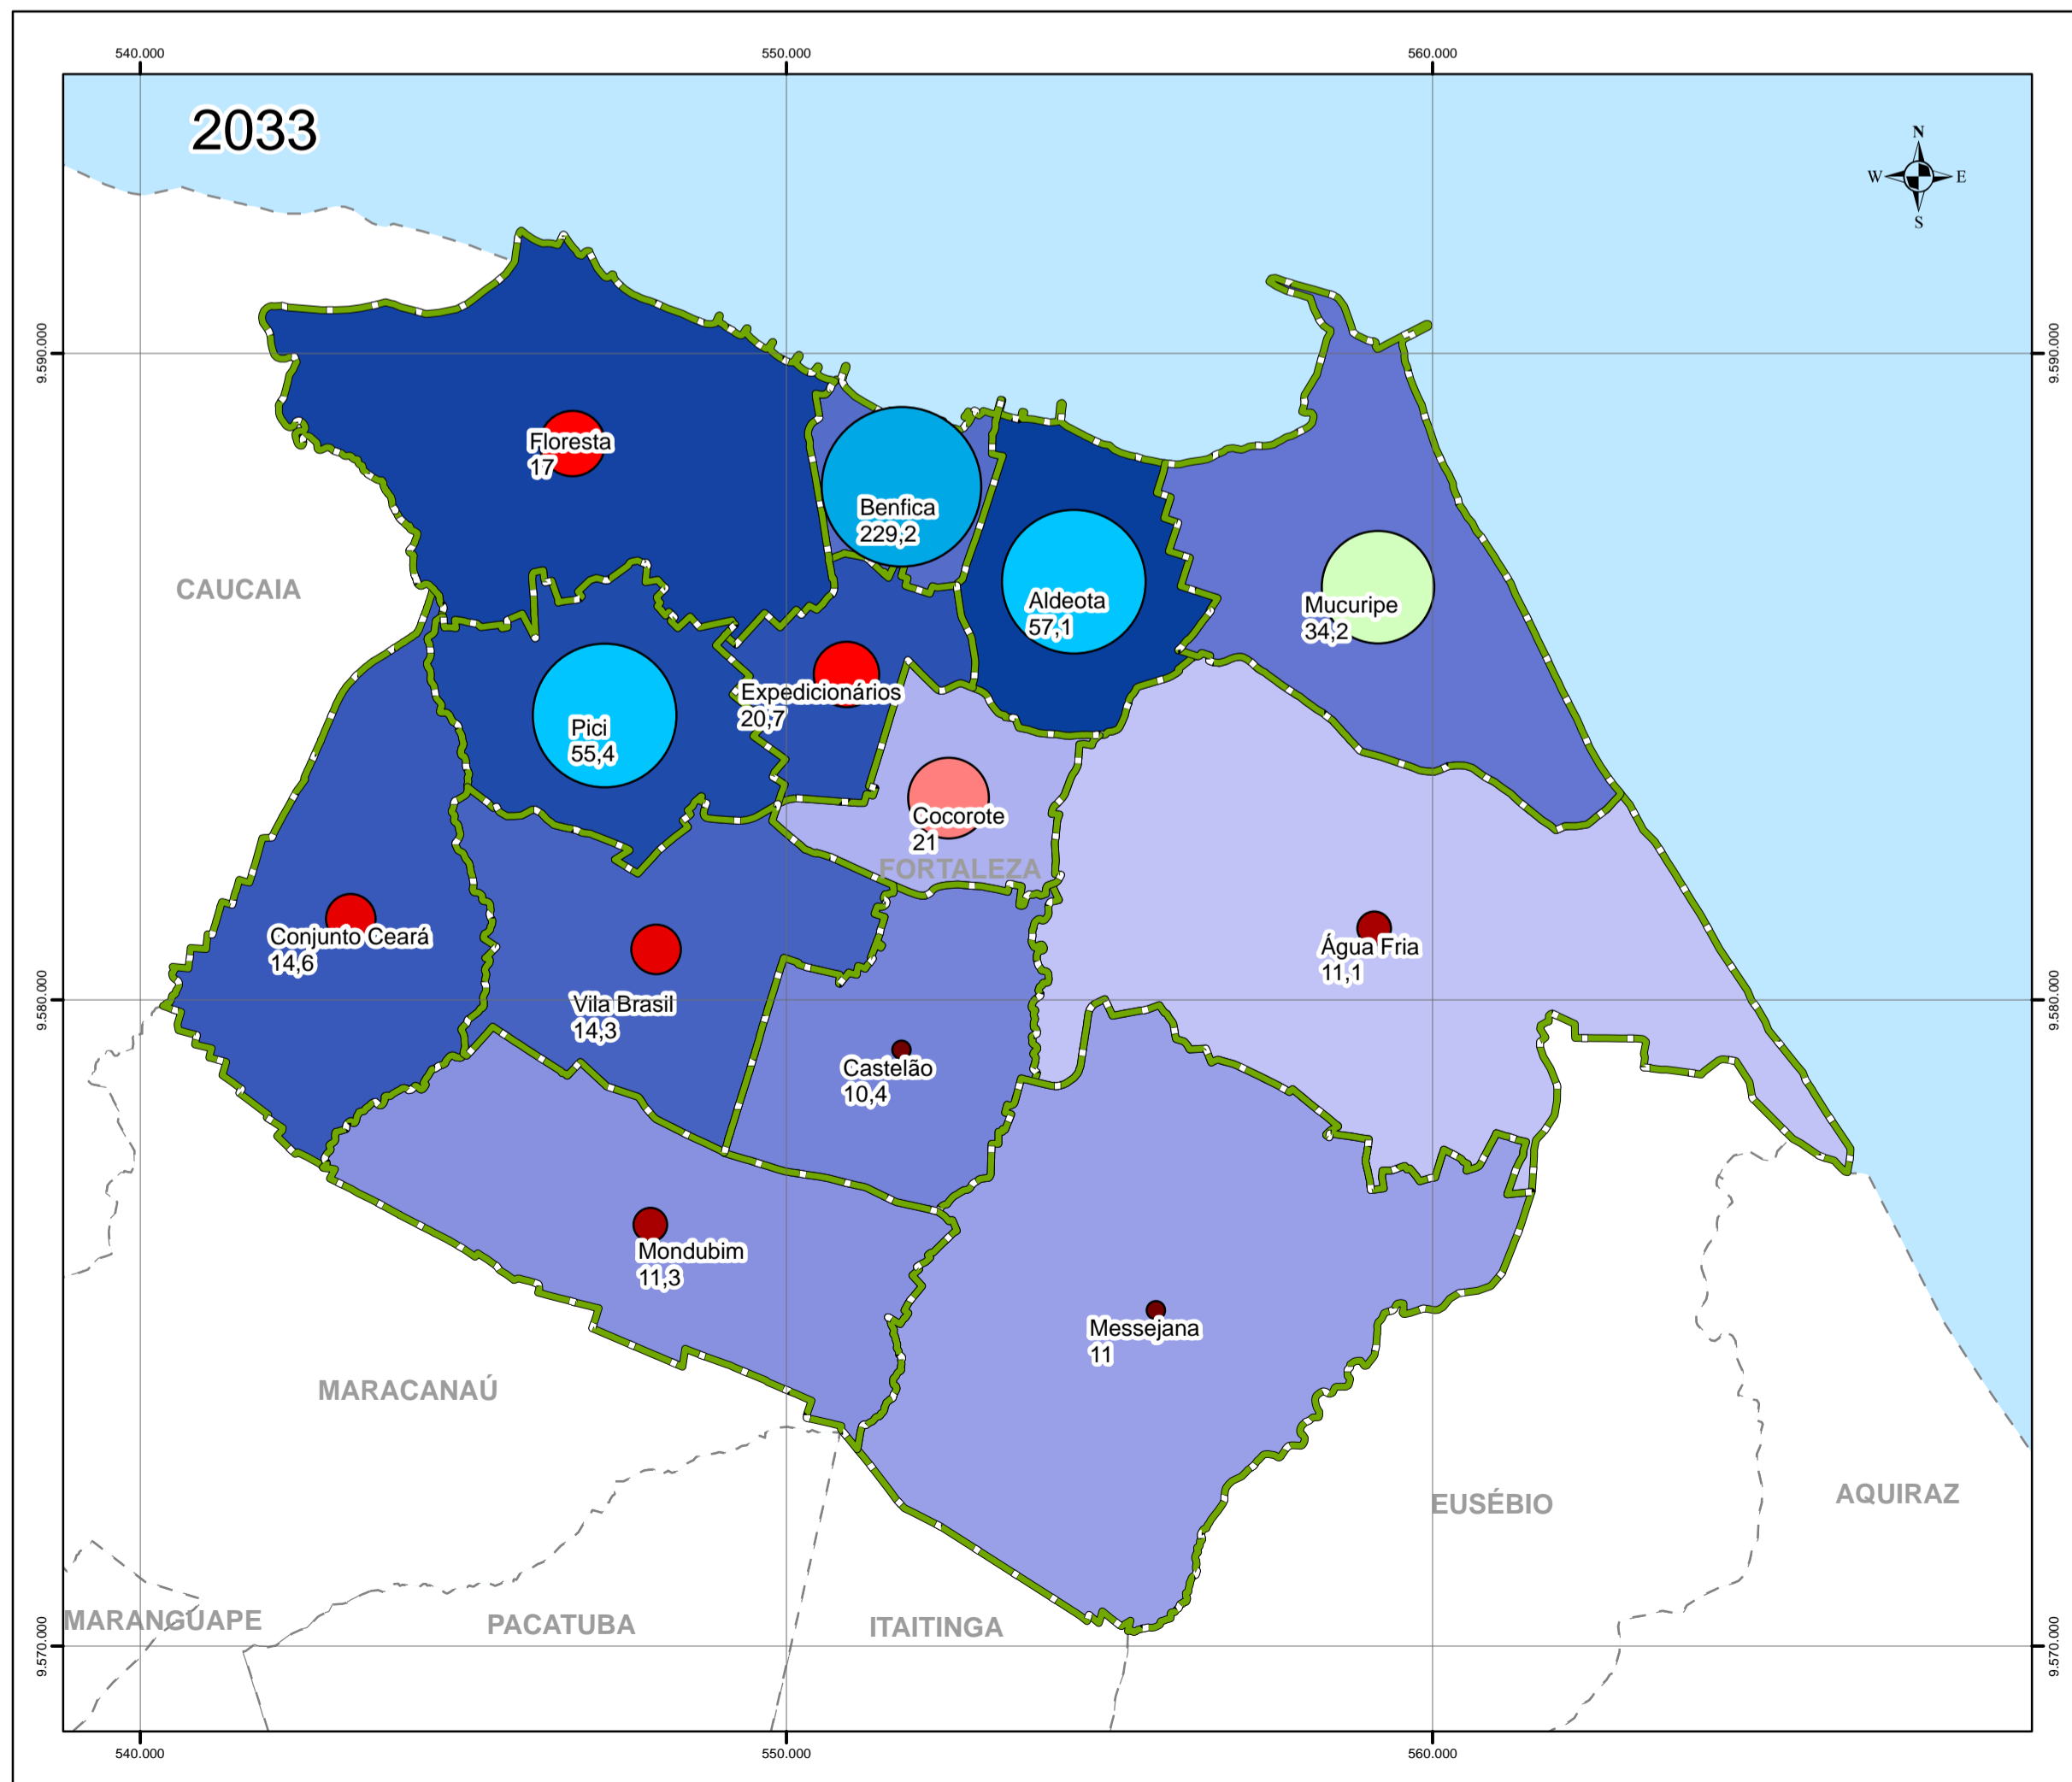 540.000
550.000
560.000
2033
N
W
E
S
9.590.000
9.590.000
Floresta
17
Benfica
229,2
CAUCAIA
Aldeota
57,1
Mucuripe
34,2
Expedicionários
20,7
Pici
55,4
Cocorote
21
FORTALEZA
Conjunto Ceará
14,6
Água Fria
11,1
9.580.000
9.580.000
Vila Brasil
14,3
Castelão
10,4
Mondubim
11,3
Messejana
11
MARACANAÚ
EUSÉBIO
AQUIRAZ
MARANGUAPE
PACATUBA
ITAITINGA
9.570.000
9.570.000
540.000
550.000
560.000